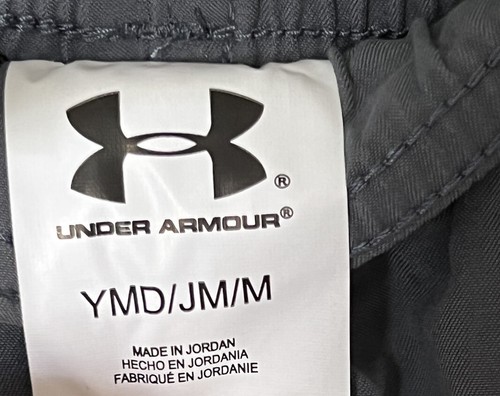 ®
UNDER ARMOUR®
YMD/JM/M
MADE IN JORDAN
HECHO EN JORDANIA
FABRIQUÉ EN JORDANIE